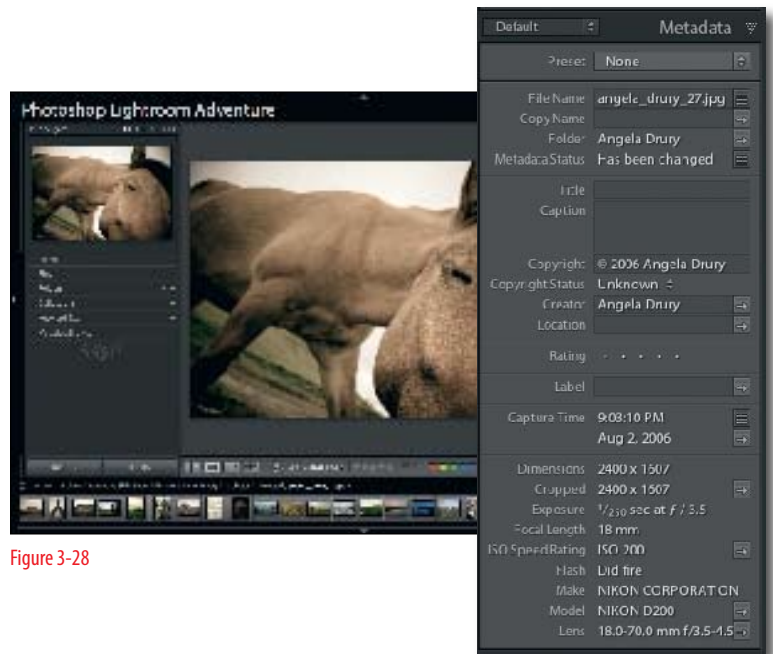 Default Metadata
Preset None
File Name angela_drury_27.jpg
Copy Name
Folder Angela Drury
Metadata Status Has been changed
Title
Caption
Copyright © 2006 Angela Drury
Copyright Status Unknown
Creator Angela Drury
Location
Rating
Label
Capture Time 9:03:10 PM
Aug 2, 2006
Dimensions 2400 x 1607
Cropped 2400 x 1607
Exposure 1/250 sec at f / 3.5
Focal Length 18 mm
ISO Speed Rating ISO 200
Flash Did fire
Make NIKON CORPORATION
Model NIKON D200
Lens 18.0-70.0 mm f/3.5-4.5
Photoshop Lightroom Adventure
Figure 3-28